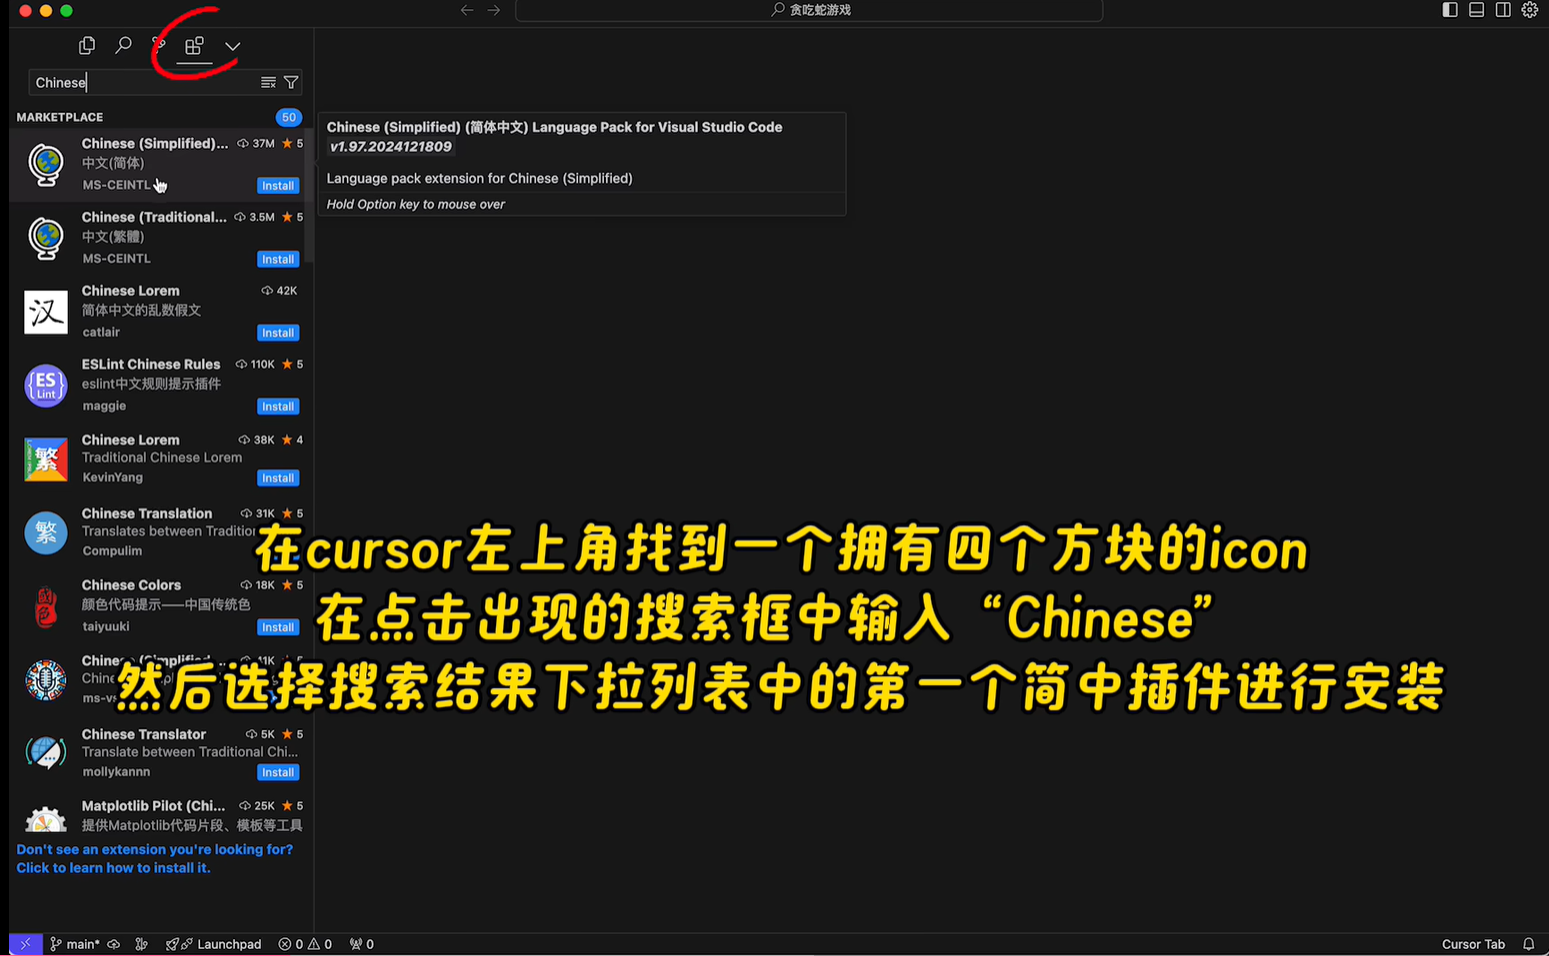 贪吃蛇游戏
Chinese
MARKETPLACE
50
Chinese (Simplified)...
37M
5
中文(简体)
MS-CEINTL
Install
Chinese (Simplified) (简体中文) Language Pack for Visual Studio Code
v1.97.2024121809
Language pack extension for Chinese (Simplified)
Hold Option key to mouse over
Chinese (Traditional...
3.5M
5
中文(繁體)
MS-CEINTL
Install
汉
Chinese Lorem
42K
简体中文的乱数假文
catlair
Install
{ES}
Lint
ESLint Chinese Rules
110K
5
eslint中文规则提示插件
maggie
Install
繁
Chinese Lorem
38K
4
Traditional Chinese Lorem
KevinYang
Install
繁
Chinese Translation
31K
5
Translates between Traditio
Compulim
國色
Chinese Colors
18K
5
颜色代码提示——中国传统色
taiyuuki
Install
在cursor左上角找到一个拥有四个方块的icon
在点击出现的搜索框中输入“Chinese”
然后选择搜索结果下拉列表中的第一个简中插件进行安装
Chinese Translator
5K
5
Translate between Traditional Chi...
mollykannn
Install
Matplotlib Pilot (Chi...
25K
5
提供Matplotlib代码片段、模板等工具
Don't see an extension you're looking for?
Click to learn how to install it.
main*
Launchpad
0
0
0
Cursor Tab